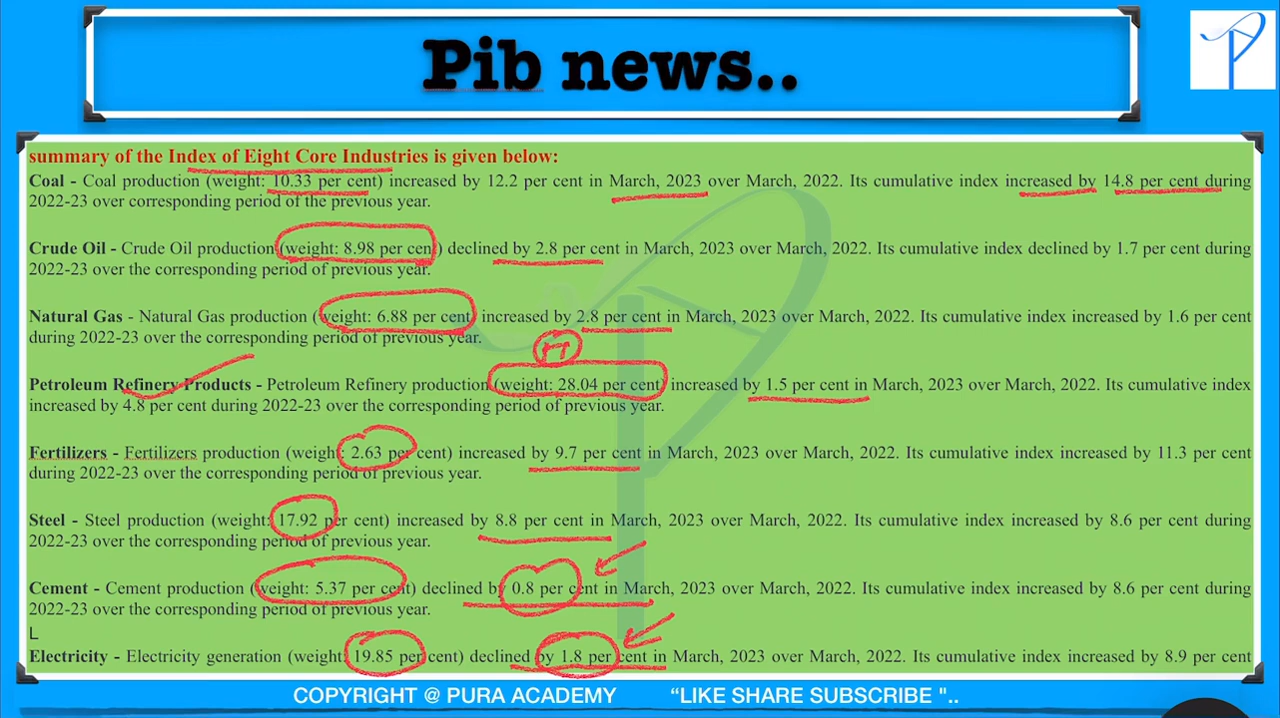 Pib news..
summary of the Index of Eight Core Industries is given below:
Coal - Coal production (weight: 10.33 per cent) increased by 12.2 per cent in March, 2023 over March, 2022. Its cumulative index increased by 14.8 per cent during
2022-23 over corresponding period of the previous year.
Crude Oil - Crude Oil production (weight: 8.98 per cent) declined by 2.8 per cent in March, 2023 over March, 2022. Its cumulative index declined by 1.7 per cent during
2022-23 over the corresponding period of previous year.
Natural Gas - Natural Gas production (weight: 6.88 per cent) increased by 2.8 per cent in March, 2023 over March, 2022. Its cumulative index increased by 1.6 per cent
during 2022-23 over the corresponding period of previous year.
Petroleum Refinery Products - Petroleum Refinery production (weight: 28.04 per cent) increased by 1.5 per cent in March, 2023 over March, 2022. Its cumulative index
increased by 4.8 per cent during 2022-23 over the corresponding period of previous year.
Fertilizers - Fertilizers production (weight: 2.63 per cent) increased by 9.7 per cent in March, 2023 over March, 2022. Its cumulative index increased by 11.3 per cent
during 2022-23 over the corresponding period of previous year.
Steel - Steel production (weight: 17.92 per cent) increased by 8.8 per cent in March, 2023 over March, 2022. Its cumulative index increased by 8.6 per cent during
2022-23 over the corresponding period of previous year.
Cement - Cement production (weight: 5.37 per cent) declined by 0.8 per cent in March, 2023 over March, 2022. Its cumulative index increased by 8.6 per cent during
2022-23 over the corresponding period of previous year.
L
Electricity - Electricity generation (weight: 19.85 per cent) declined by 1.8 per cent in March, 2023 over March, 2022. Its cumulative index increased by 8.9 per cent
COPYRIGHT @ PURA ACADEMY “LIKE SHARE SUBSCRIBE "..